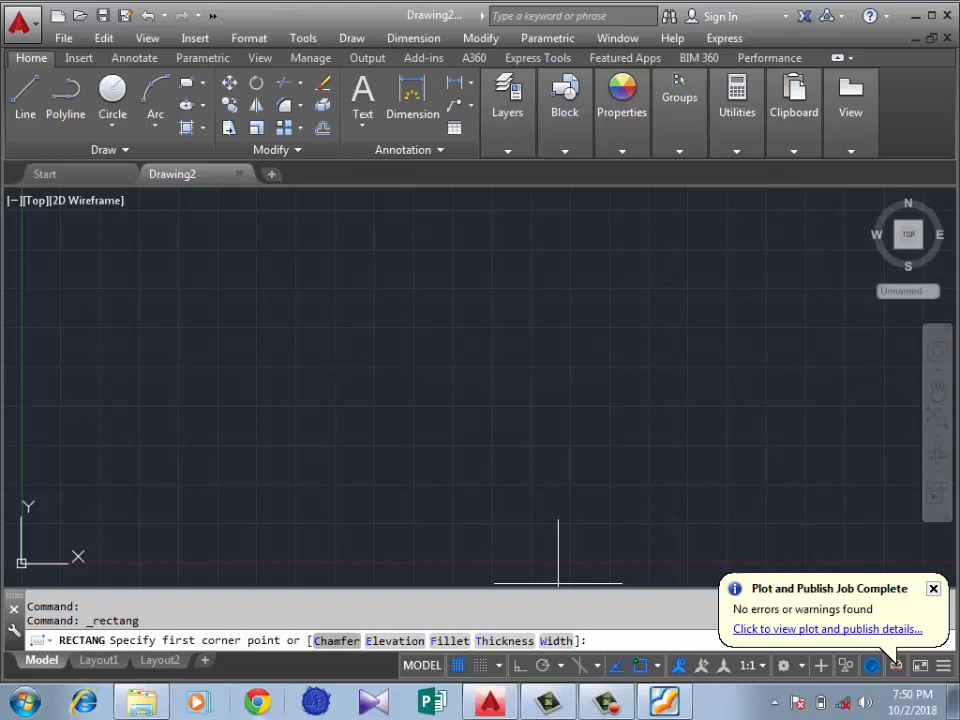 Drawing2...
Type a keyword or phrase
Sign In
File Edit View Insert Format Tools Draw Dimension Modify Parametric Window Help Express
Home Insert Annotate Parametric View Manage Output Add-ins A360 Express Tools Featured Apps BIM 360 Performance
Line Polyline Circle Arc Text Dimension Layers Block Properties Groups Utilities Clipboard View
Draw Modify Annotation
Start Drawing2
[−][Top][2D Wireframe]
N
W TOP E
S
Unnamed
Y
X
Plot and Publish Job Complete
No errors or warnings found
Click to view plot and publish details...
Command:
Command: _rectang
RECTANG Specify first corner point or [Chamfer Elevation Fillet Thickness Width]:
Model Layout1 Layout2 +
MODEL 1:1
7:50 PM
10/2/2018